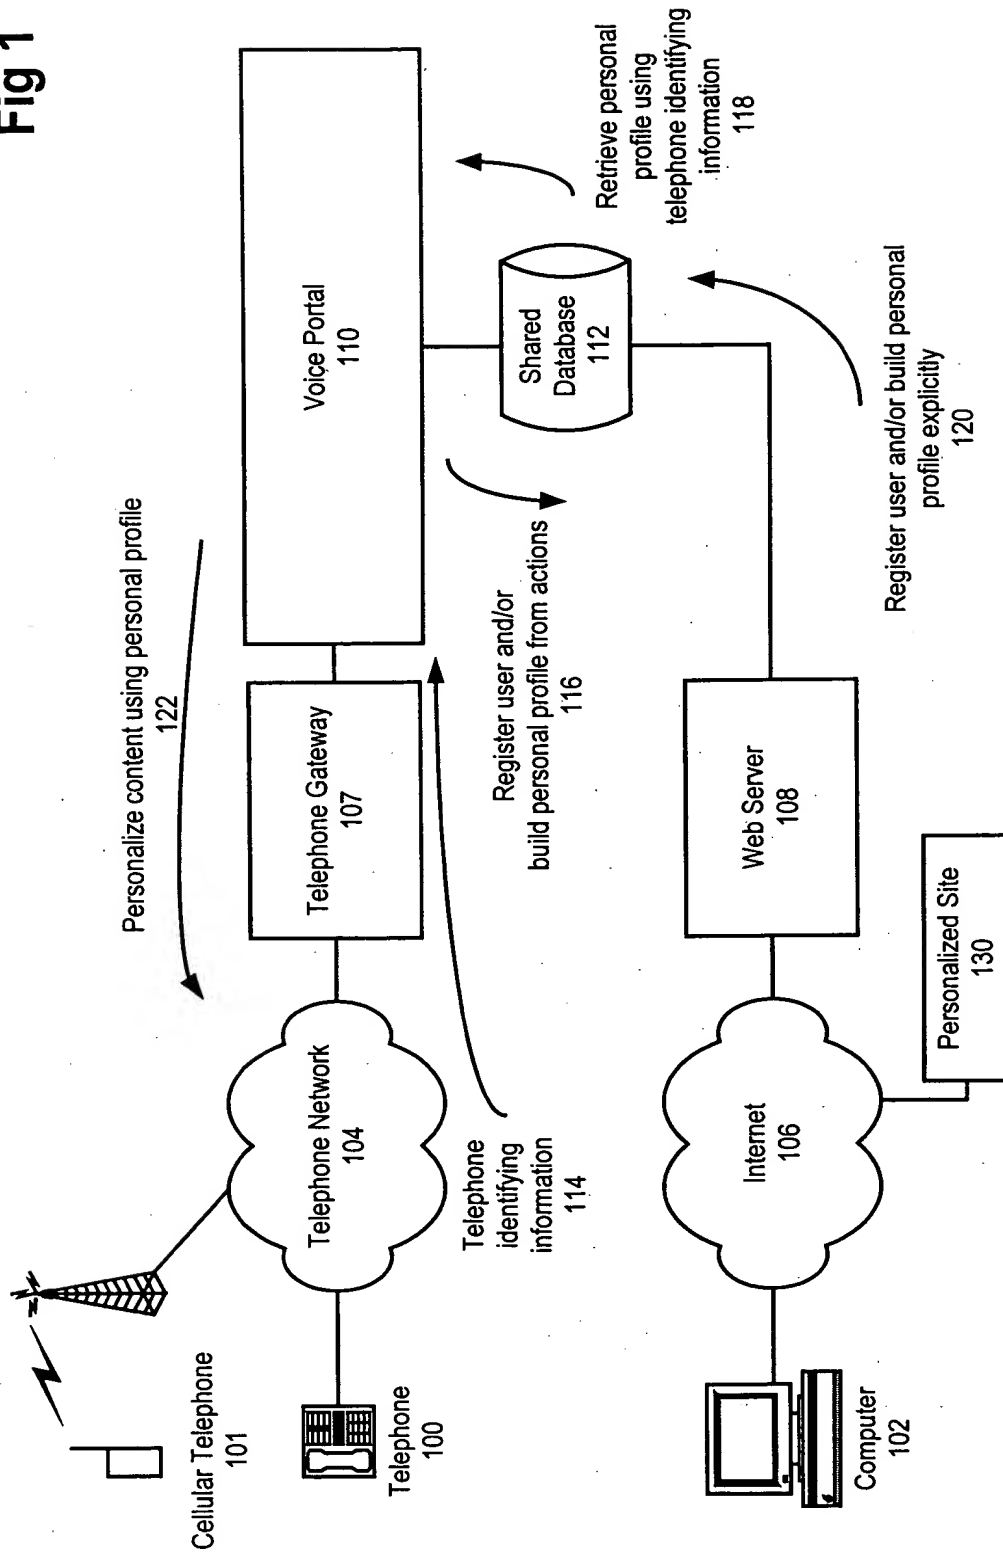 Fig 1
Personalize content using personal profile
122
Cellular Telephone
101
Telephone
100
Telephone Network
104
Telephone Gateway
107
Voice Portal
110
Telephone
identifying
information
114
Register user and/or
build personal profile from actions
116
Shared
Database
112
Retrieve personal
profile using
telephone identifying
information
118
Register user and/or build personal
profile explicitly
120
Computer
102
Internet
106
Web Server
108
Personalized Site
130